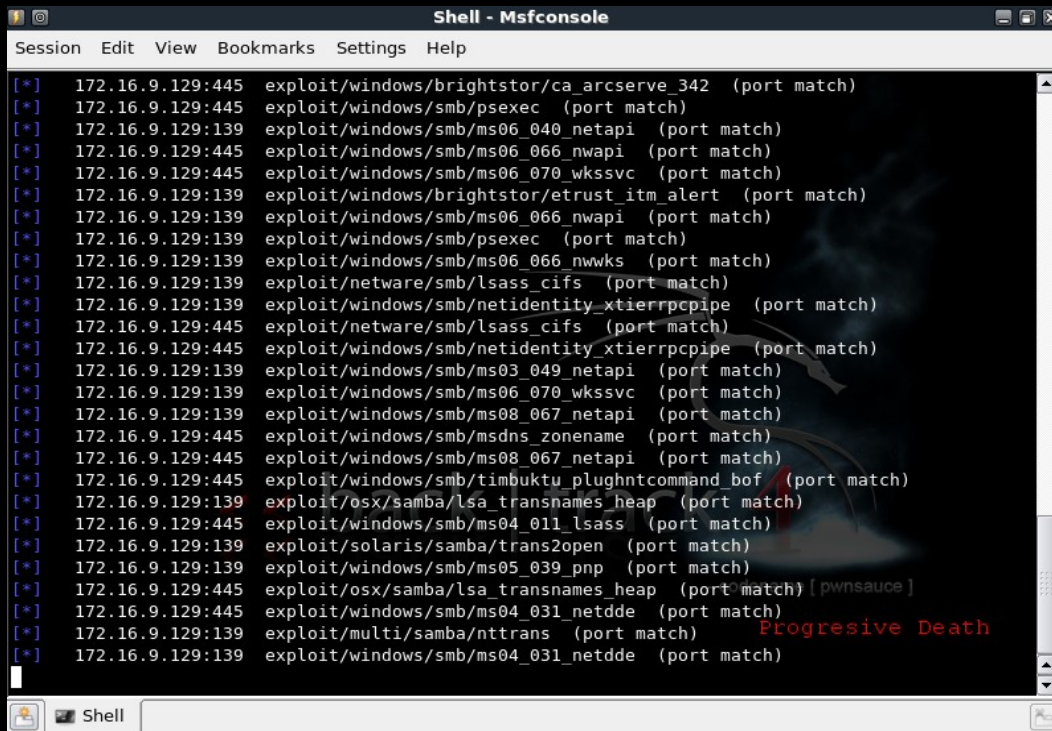 Shell - Msfconsole
Session Edit View Bookmarks Settings Help
[*] 172.16.9.129:445 exploit/windows/brightstor/ca_arcserve_342 (port match)
[*] 172.16.9.129:445 exploit/windows/smb/psexec (port match)
[*] 172.16.9.129:139 exploit/windows/smb/ms06_040_netapi (port match)
[*] 172.16.9.129:445 exploit/windows/smb/ms06_066_nwapi (port match)
[*] 172.16.9.129:445 exploit/windows/smb/ms06_070_wkssvc (port match)
[*] 172.16.9.129:139 exploit/windows/brightstor/etrust_itm_alert (port match)
[*] 172.16.9.129:139 exploit/windows/smb/ms06_066_nwapi (port match)
[*] 172.16.9.129:139 exploit/windows/smb/psexec (port match)
[*] 172.16.9.129:139 exploit/windows/smb/ms06_066_nwwks (port match)
[*] 172.16.9.129:139 exploit/netware/smb/lsass_cifs (port match)
[*] 172.16.9.129:139 exploit/windows/smb/netidentity_xtierrpcpipe (port match)
[*] 172.16.9.129:445 exploit/netware/smb/lsass_cifs (port match)
[*] 172.16.9.129:445 exploit/windows/smb/netidentity_xtierrpcpipe (port match)
[*] 172.16.9.129:139 exploit/windows/smb/ms03_049_netapi (port match)
[*] 172.16.9.129:139 exploit/windows/smb/ms06_070_wkssvc (port match)
[*] 172.16.9.129:139 exploit/windows/smb/ms08_067_netapi (port match)
[*] 172.16.9.129:445 exploit/windows/smb/msdns_zonename (port match)
[*] 172.16.9.129:445 exploit/windows/smb/ms08_067_netapi (port match)
[*] 172.16.9.129:445 exploit/windows/smb/timbuktu_plughntcommand_bof (port match)
[*] 172.16.9.129:139 exploit/osx/samba/lsa_transnames_heap (port match)
[*] 172.16.9.129:445 exploit/windows/smb/ms04_011_lsass (port match)
[*] 172.16.9.129:139 exploit/solaris/samba/trans2open (port match)
[*] 172.16.9.129:139 exploit/windows/smb/ms05_039_pnp (port match)
[*] 172.16.9.129:445 exploit/osx/samba/lsa_transnames_heap (port match)
[*] 172.16.9.129:445 exploit/windows/smb/ms04_031_netdde (port match)
[*] 172.16.9.129:139 exploit/multi/samba/nttrans (port match)
[*] 172.16.9.129:139 exploit/windows/smb/ms04_031_netdde (port match)
<< back | track 4
codename [ pwnsauce ]
Progresive Death
Shell